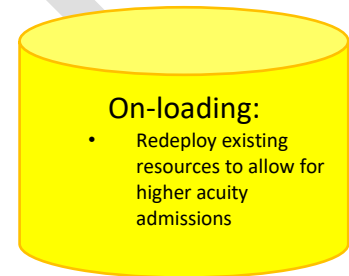 On-loading:
• Redeploy existing
resources to allow for
higher acuity
admissions